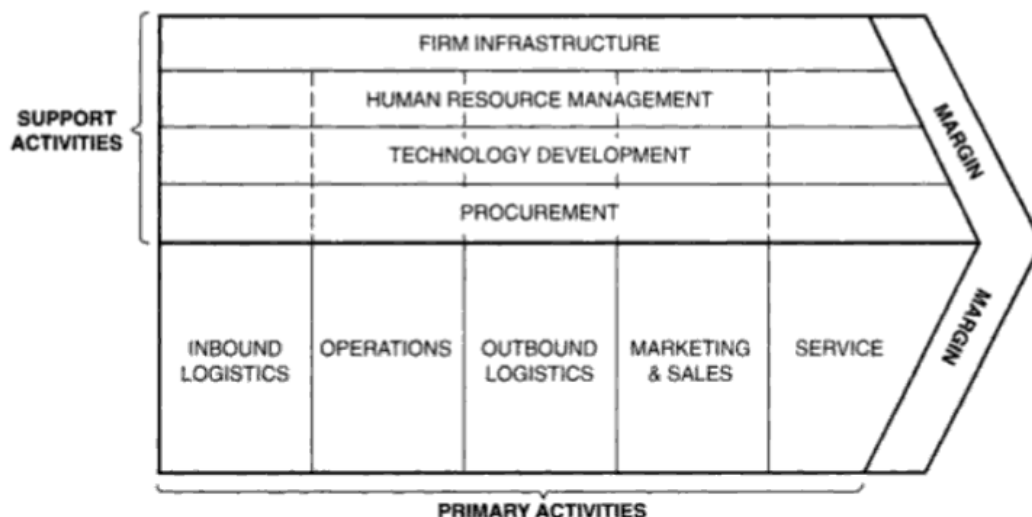 FIRM INFRASTRUCTURE
HUMAN RESOURCE MANAGEMENT
SUPPORT
ACTIVITIES
TECHNOLOGY DEVELOPMENT
PROCUREMENT
MARGIN
INBOUND
LOGISTICS
OPERATIONS
OUTBOUND
LOGISTICS
MARKETING
& SALES
SERVICE
MARGIN
PRIMARY ACTIVITIES